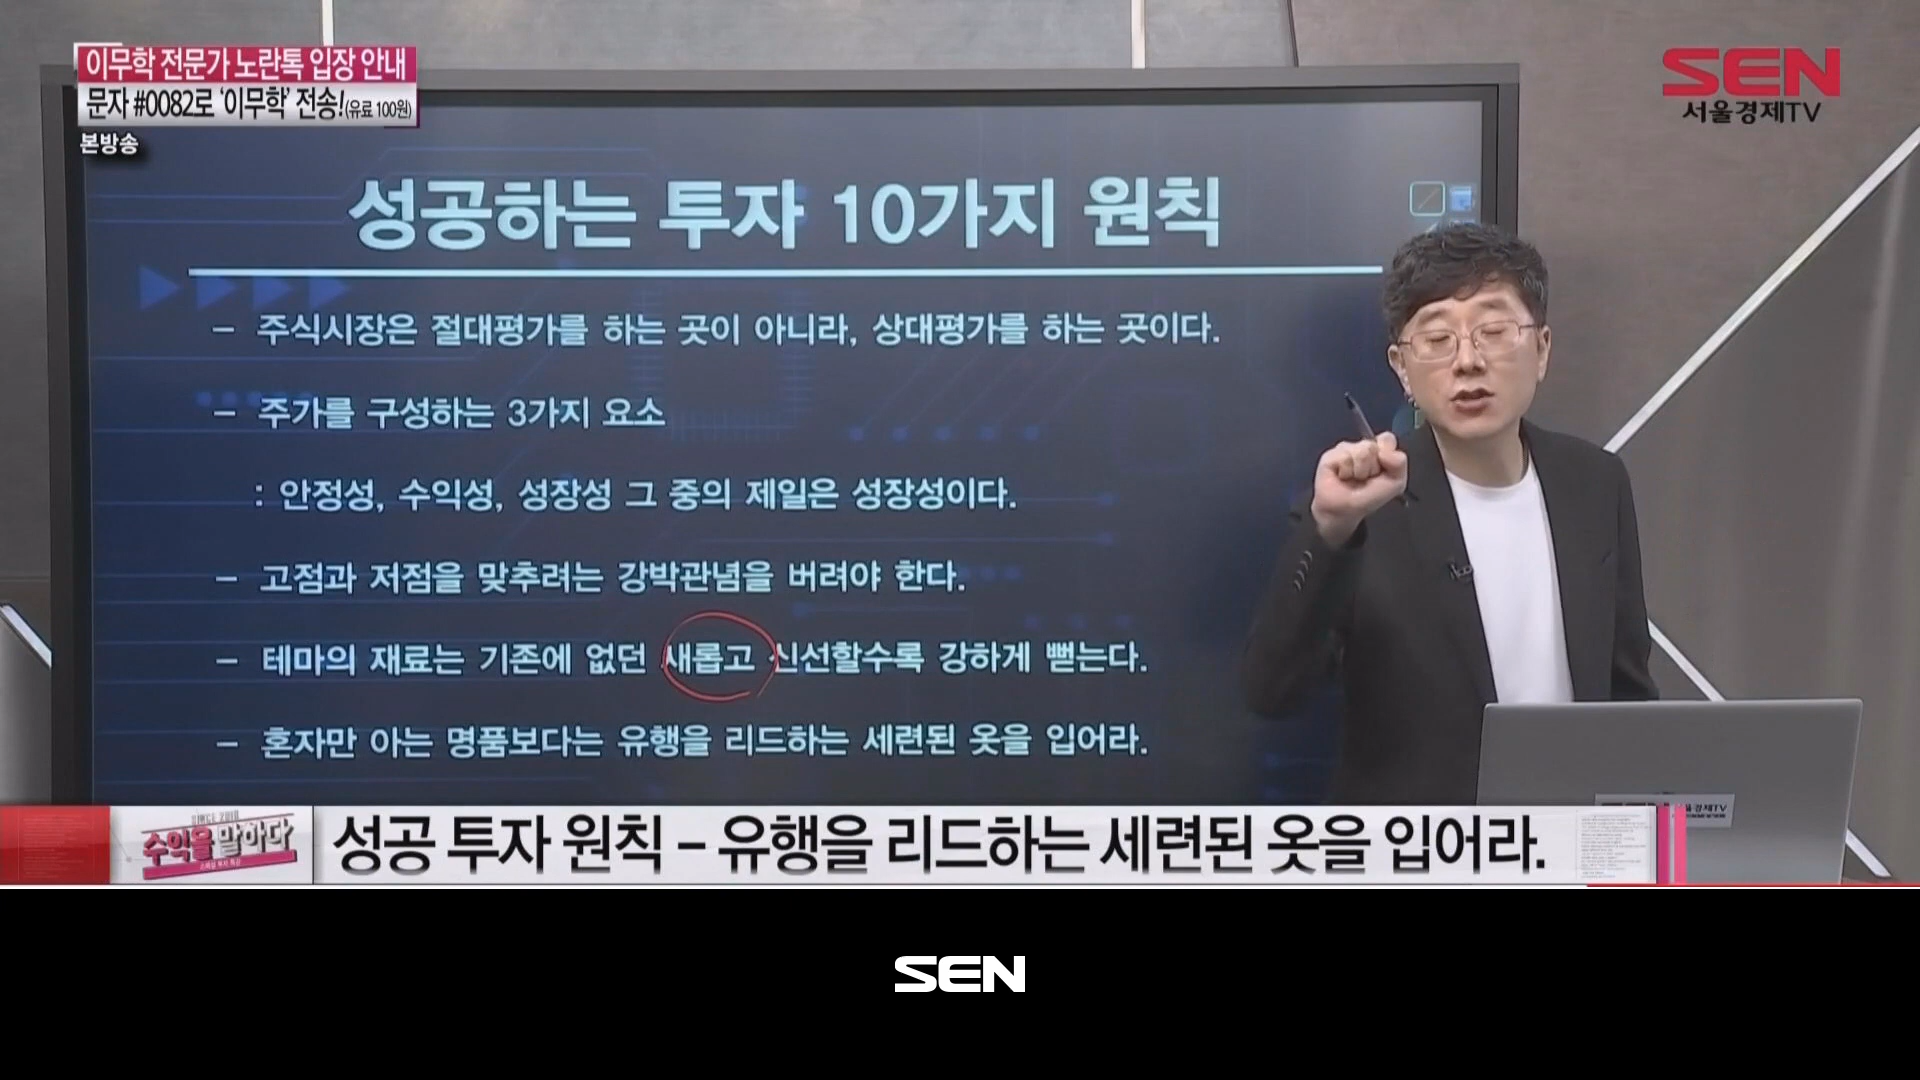 이무학 전문가 노란톡 입장 안내
문자 #0082로 '이무학' 전송!(유료 100원)
본방송
SEN
서울경제TV
성공하는 투자 10가지 원칙
- 주식시장은 절대평가를 하는 곳이 아니라, 상대평가를 하는 곳이다.
- 주가를 구성하는 3가지 요소
: 안정성, 수익성, 성장성 그 중의 제일은 성장성이다.
- 고점과 저점을 맞추려는 강박관념을 버려야 한다.
- 테마의 재료는 기존에 없던 새롭고 신선할수록 강하게 뻗는다.
- 혼자만 아는 명품보다는 유행을 리드하는 세련된 옷을 입어라.
수익을 말하다
성공 투자 원칙 – 유행을 리드하는 세련된 옷을 입어라.
SEN